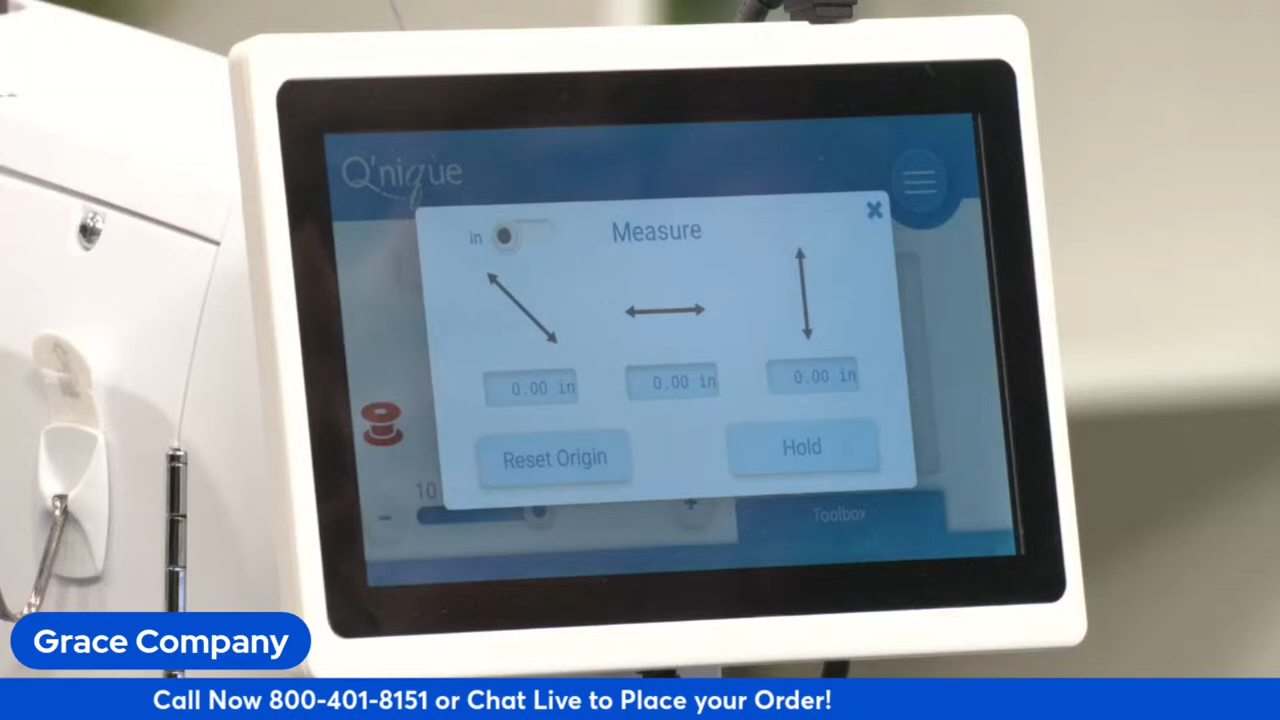 Q'nique
in
Measure
0.00 in
0.00 in
0.00 in
Reset Origin
Hold
10
Toolbox
Grace Company
Call Now 800-401-8151 or Chat Live to Place your Order!